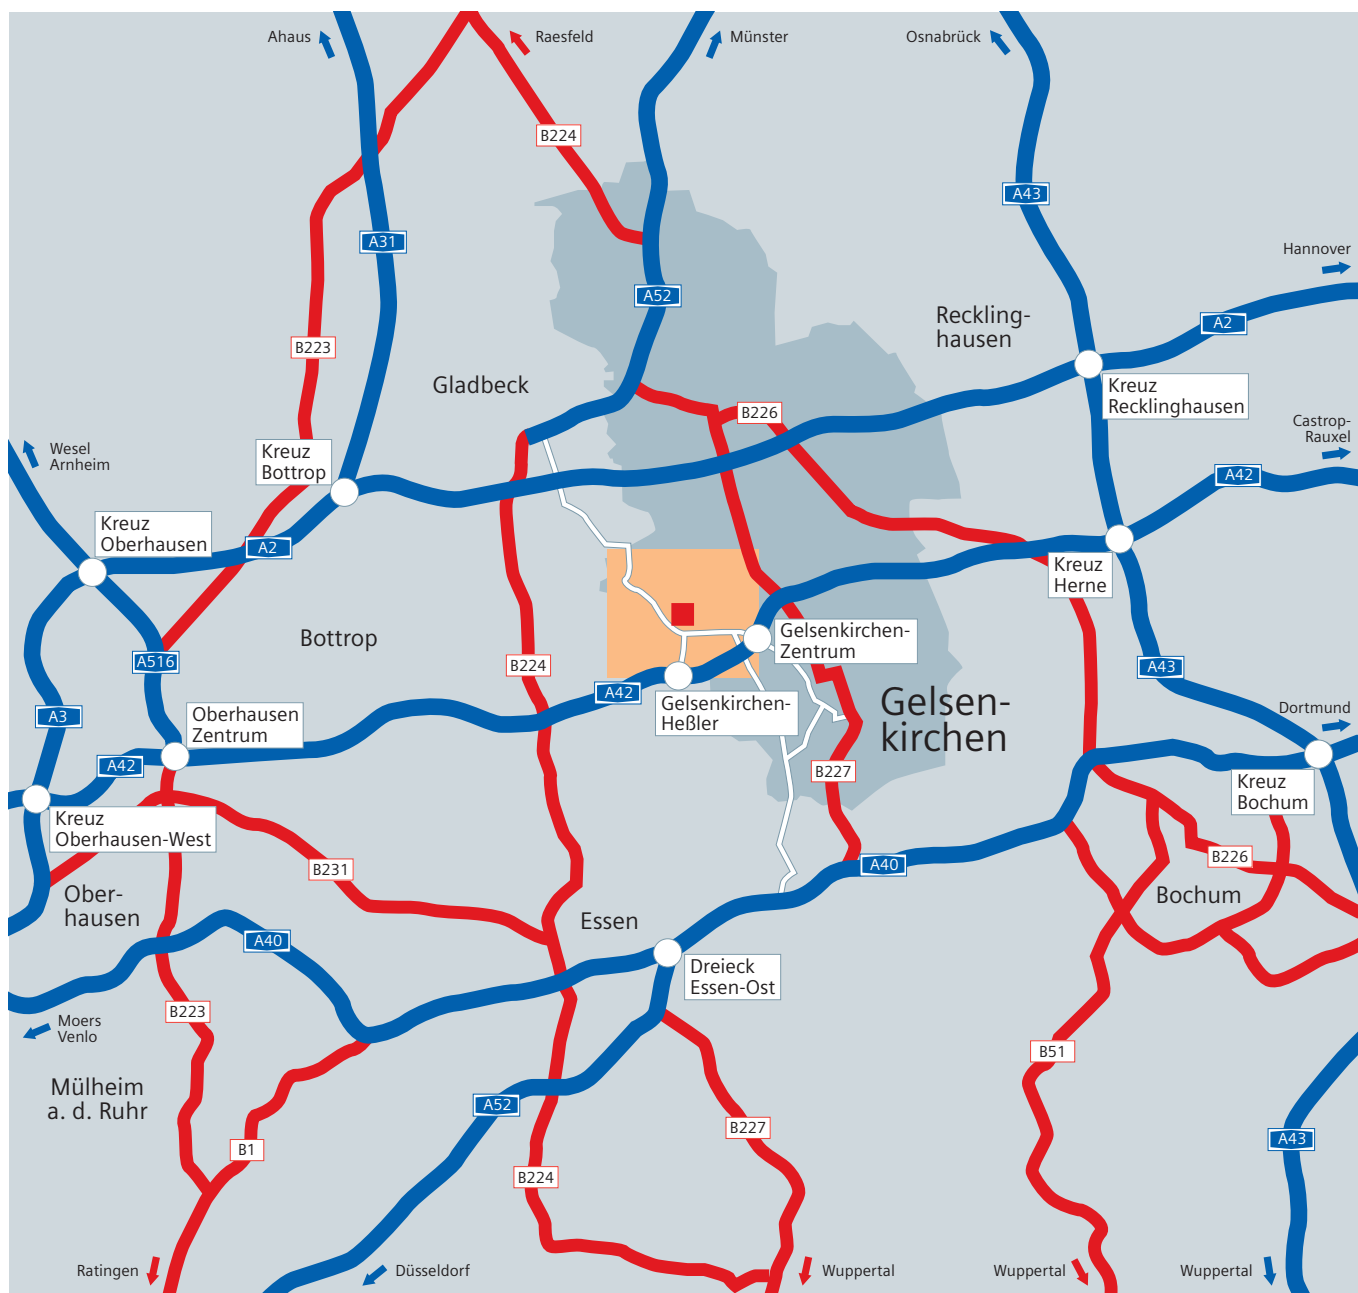 Ahaus
Raesfeld
Münster
Osnabrück
B224
A43
A31
Hannover
A52
Reckling-
hausen
A2
B223
Gladbeck
Kreuz
Recklinghausen
B226
Castrop-
Rauxel
Wesel
Arnheim
Kreuz
Bottrop
A42
Kreuz
Oberhausen
A2
Kreuz
Herne
Bottrop
Gelsenkirchen-
Zentrum
A516
B224
A43
A42
Gelsenkirchen-
Heßler
Gelsen-
kirchen
A3
Oberhausen
Zentrum
Dortmund
A42
B227
Kreuz
Bochum
Kreuz
Oberhausen-West
B231
A40
B226
Ober-
hausen
Bochum
Essen
A40
Dreieck
Essen-Ost
B223
Moers
Venlo
B51
Mülheim
a. d. Ruhr
A52
B227
A43
B1
B224
Ratingen
Düsseldorf
Wuppertal
Wuppertal
Wuppertal